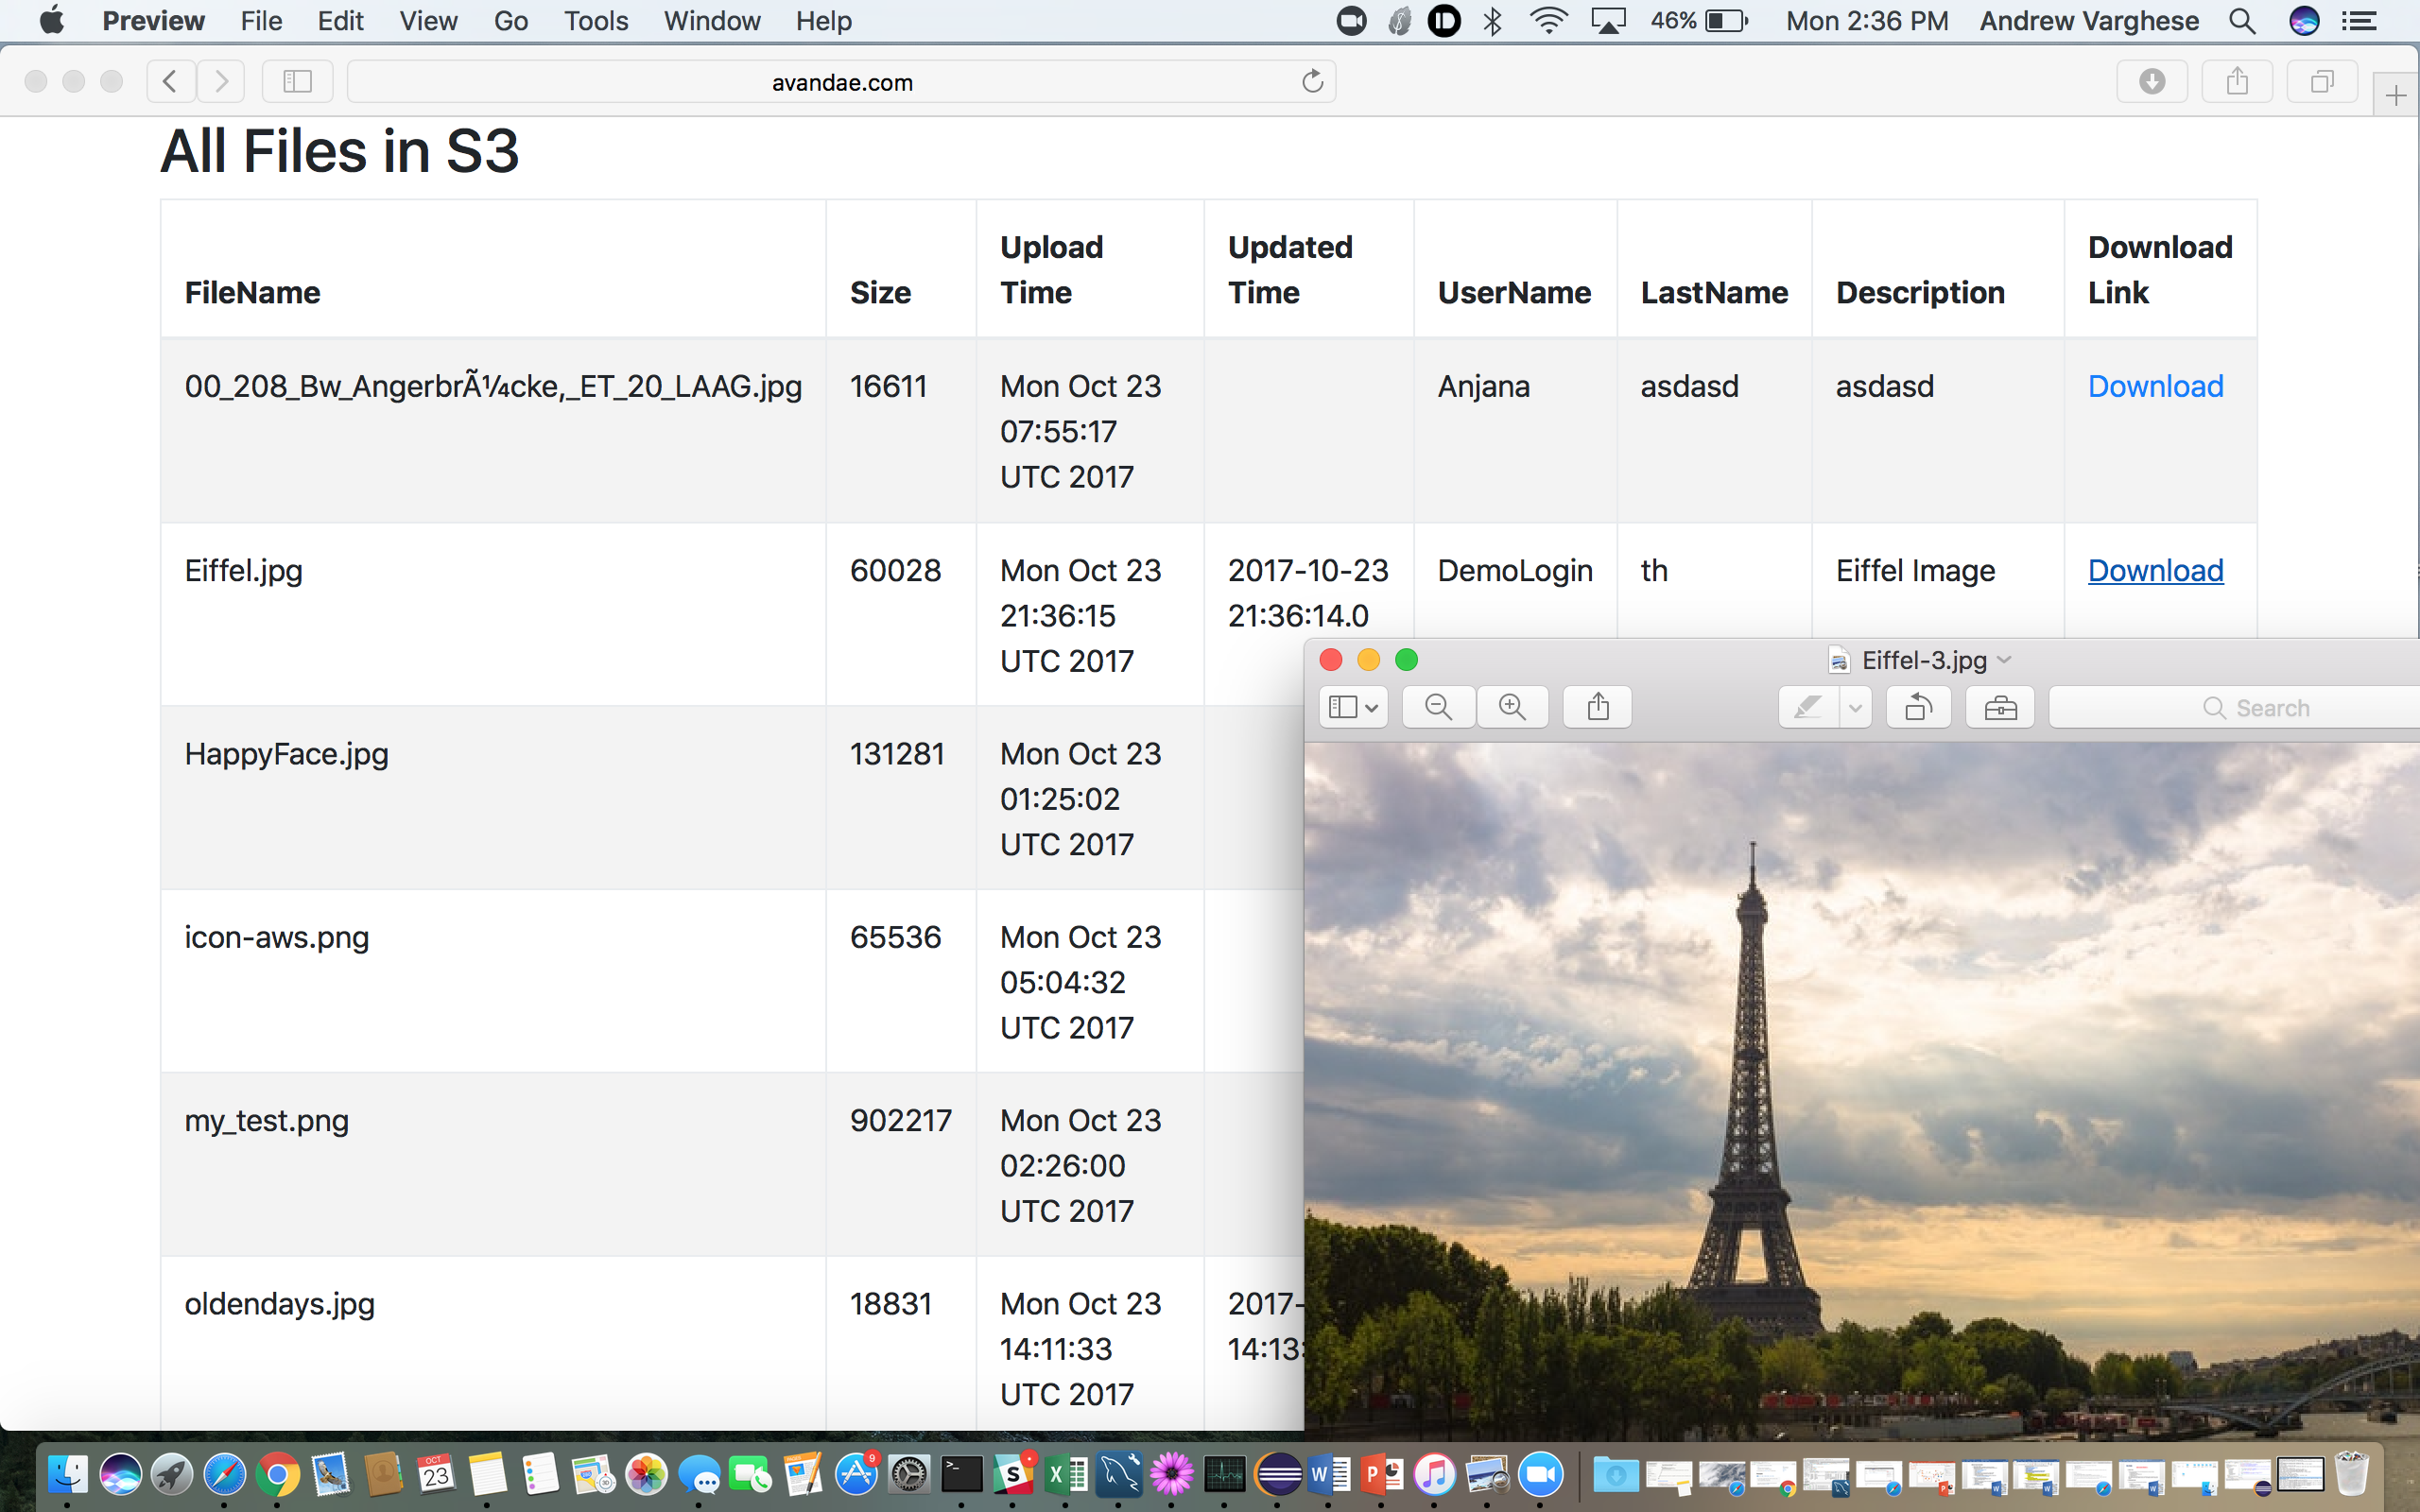 Preview File Edit View Go Tools Window Help 46% Mon 2:36 PM Andrew Varghese
avandae.com
All Files in S3
FileName Size Upload Time Updated Time UserName LastName Description Download Link
00_208_Bw_AngerbrÃ¼cke,_ET_20_LAAG.jpg 16611 Mon Oct 23 Anjana asdasd asdasd Download
07:55:17
UTC 2017
Eiffel.jpg 60028 Mon Oct 23 2017-10-23 DemoLogin th Eiffel Image Download
21:36:15 21:36:14.0
UTC 2017
Eiffel-3.jpg
Search
HappyFace.jpg 131281 Mon Oct 23
01:25:02
UTC 2017
icon-aws.png 65536 Mon Oct 23
05:04:32
UTC 2017
my_test.png 902217 Mon Oct 23
02:26:00
UTC 2017
oldendays.jpg 18831 Mon Oct 23 2017-
14:11:33 14:13:
UTC 2017
OCT
23
9